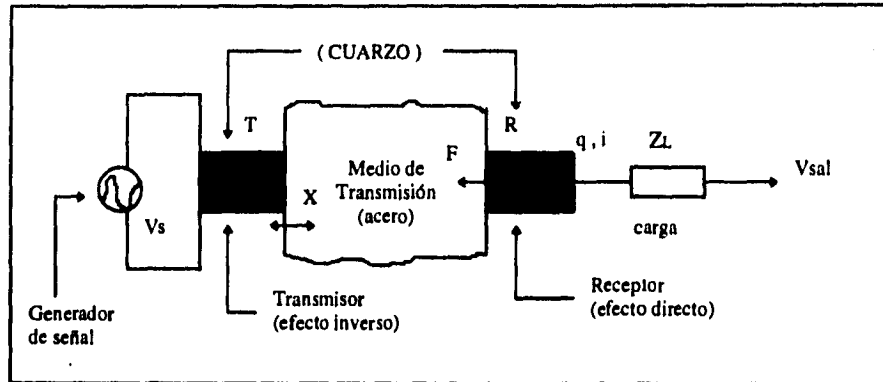 ( CUARZO )
T
R
q , i
ZL
F
Medio de
Transmisión
(acero)
X
Vs
Vsal
carga
Generador
de señal
Transmisor
(efecto inverso)
Receptor
(efecto directo)